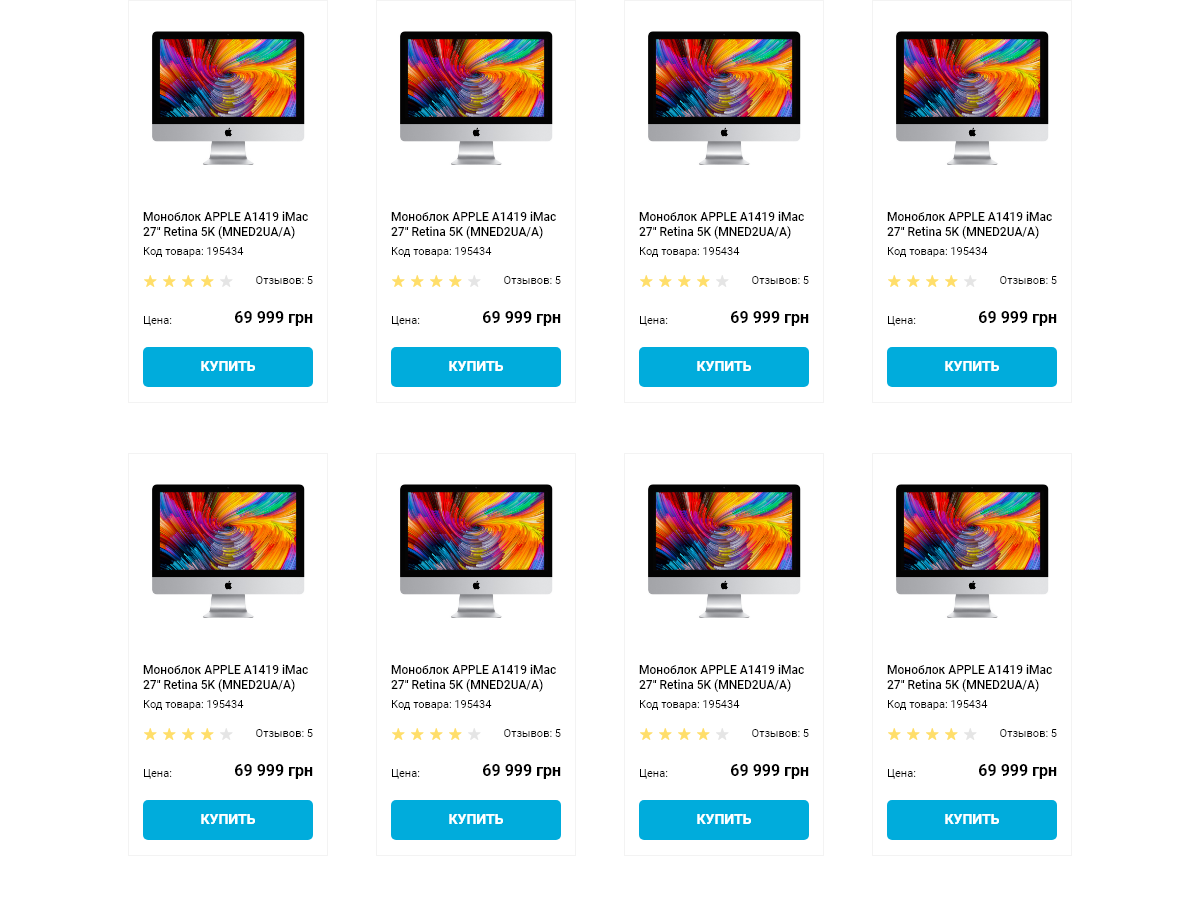 Моноблок APPLE A1419 iMac
27" Retina 5K (MNED2UA/A)
Код товара: 195434
Отзывов: 5
Цена: 69 999 грн
КУПИТЬ
Моноблок APPLE A1419 iMac
27" Retina 5K (MNED2UA/A)
Код товара: 195434
Отзывов: 5
Цена: 69 999 грн
КУПИТЬ
Моноблок APPLE A1419 iMac
27" Retina 5K (MNED2UA/A)
Код товара: 195434
Отзывов: 5
Цена: 69 999 грн
КУПИТЬ
Моноблок APPLE A1419 iMac
27" Retina 5K (MNED2UA/A)
Код товара: 195434
Отзывов: 5
Цена: 69 999 грн
КУПИТЬ
Моноблок APPLE A1419 iMac
27" Retina 5K (MNED2UA/A)
Код товара: 195434
Отзывов: 5
Цена: 69 999 грн
КУПИТЬ
Моноблок APPLE A1419 iMac
27" Retina 5K (MNED2UA/A)
Код товара: 195434
Отзывов: 5
Цена: 69 999 грн
КУПИТЬ
Моноблок APPLE A1419 iMac
27" Retina 5K (MNED2UA/A)
Код товара: 195434
Отзывов: 5
Цена: 69 999 грн
КУПИТЬ
Моноблок APPLE A1419 iMac
27" Retina 5K (MNED2UA/A)
Код товара: 195434
Отзывов: 5
Цена: 69 999 грн
КУПИТЬ